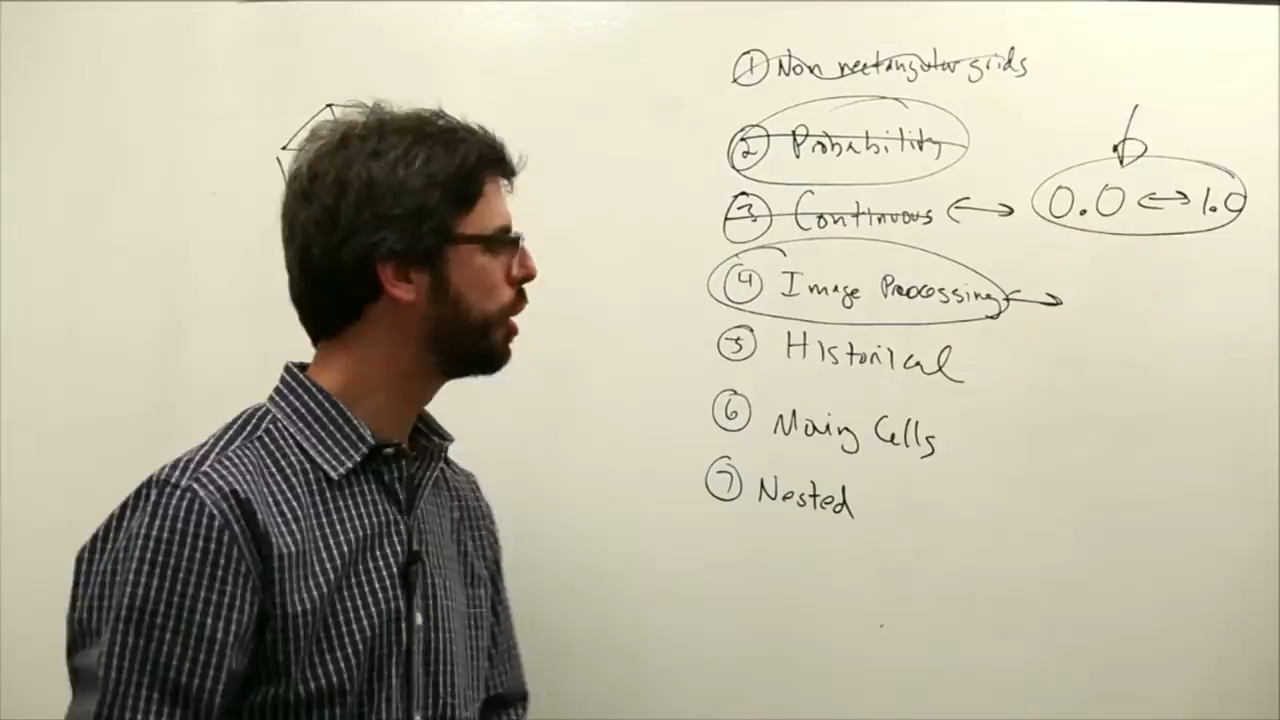 ① Non rectangular grids
② Probability
③ Continuous ↔ 0.0 ↔ 1.0
④ Image Processing →
⑤ Historical
⑥ Moving Cells
⑦ Nested